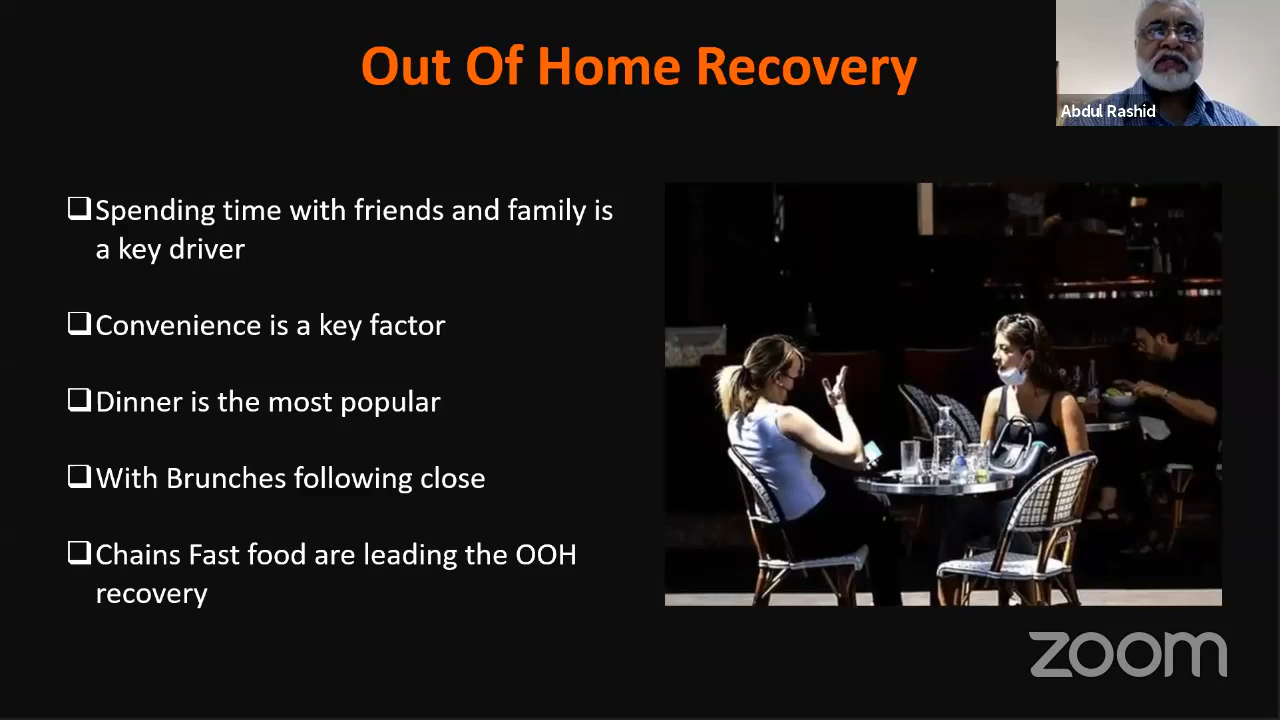 Out Of Home Recovery
Abdul Rashid
Spending time with friends and family is
a key driver
Convenience is a key factor
Dinner is the most popular
With Brunches following close
Chains Fast food are leading the OOH
recovery
zoom